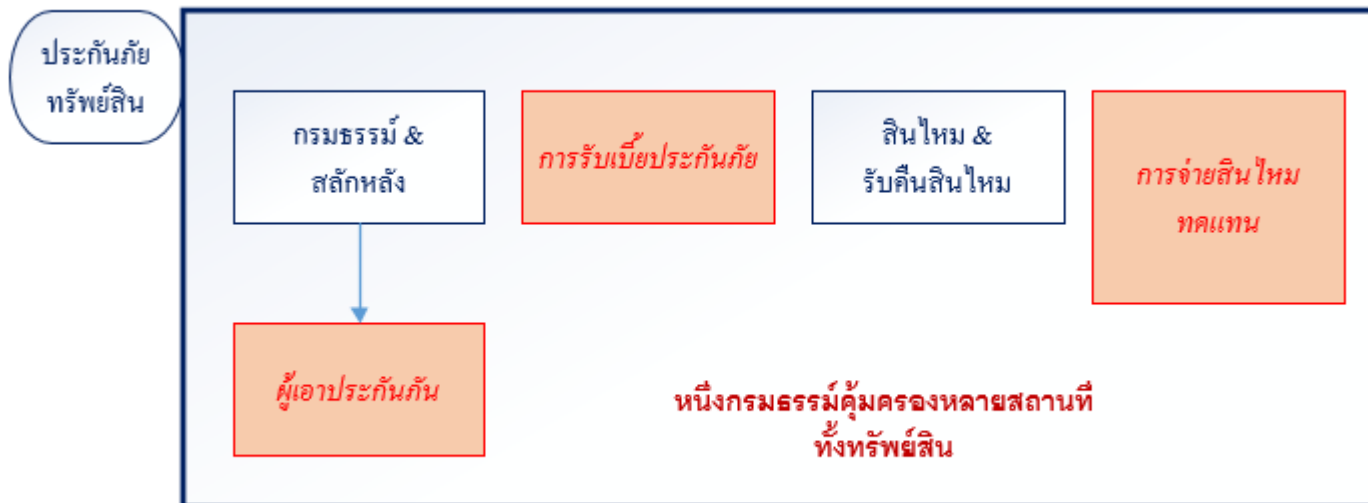 ประกันภัย
ทรัพย์สิน
กรมธรรม์ &
สลักหลัง
การรับเบี้ยประกันภัย
สินไหม &
รับคืนสินไหม
การจ่ายสินไหม
ทดแทน
ผู้เอาประกันกัน
หนึ่งกรมธรรม์คุ้มครองหลายสถานที่
ทั้งทรัพย์สิน